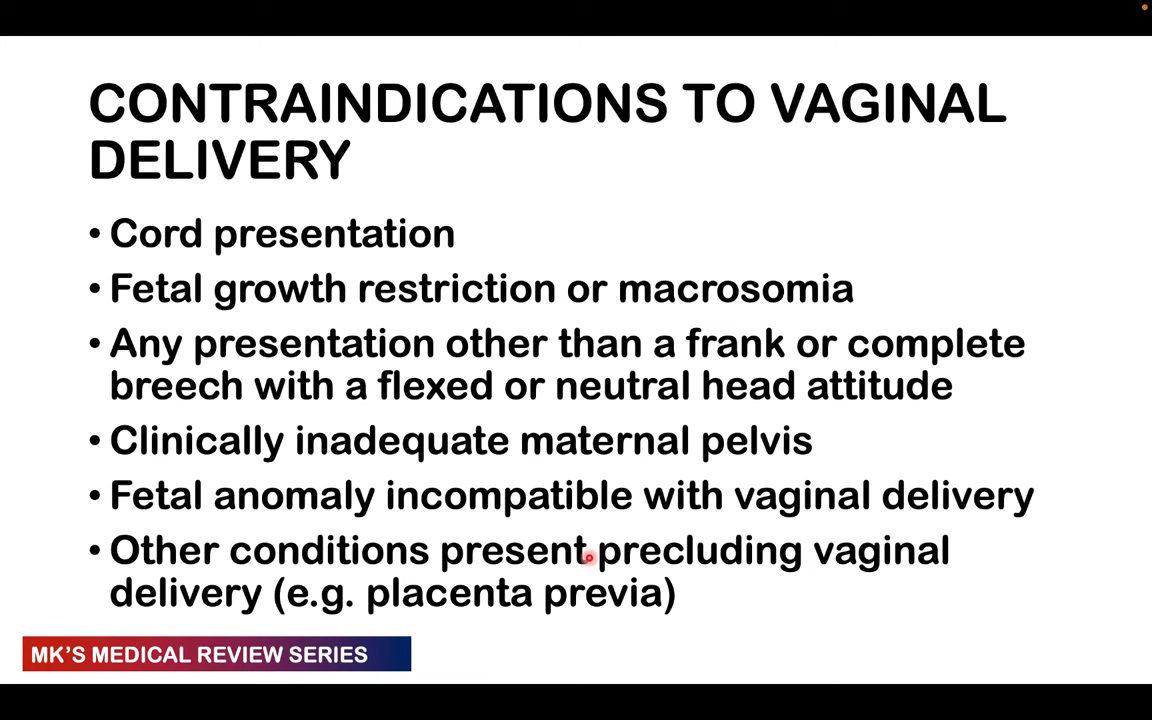 CONTRAINDICATIONS TO VAGINAL
DELIVERY
• Cord presentation
• Fetal growth restriction or macrosomia
• Any presentation other than a frank or complete
breech with a flexed or neutral head attitude
• Clinically inadequate maternal pelvis
• Fetal anomaly incompatible with vaginal delivery
• Other conditions present precluding vaginal
delivery (e.g. placenta previa)
MK'S MEDICAL REVIEW SERIES